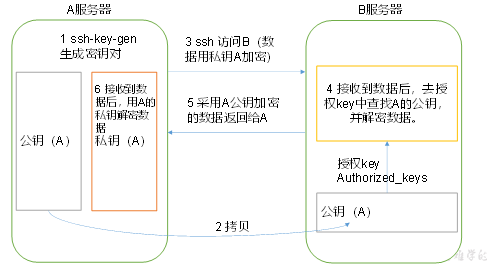 A服务器
B服务器
1 ssh-key-gen
生成密钥对
3 ssh 访问B（数
据用私钥A加密）
6 接收到数
据后，用A的
私钥解密数
据
私钥（A）
公钥（A）
4 接收到数据后，去授
权key中查找A的公钥，
并解密数据。
5 采用A公钥加密
的数据返回给A
授权key
Authorized_keys
公钥（A）
2 拷贝